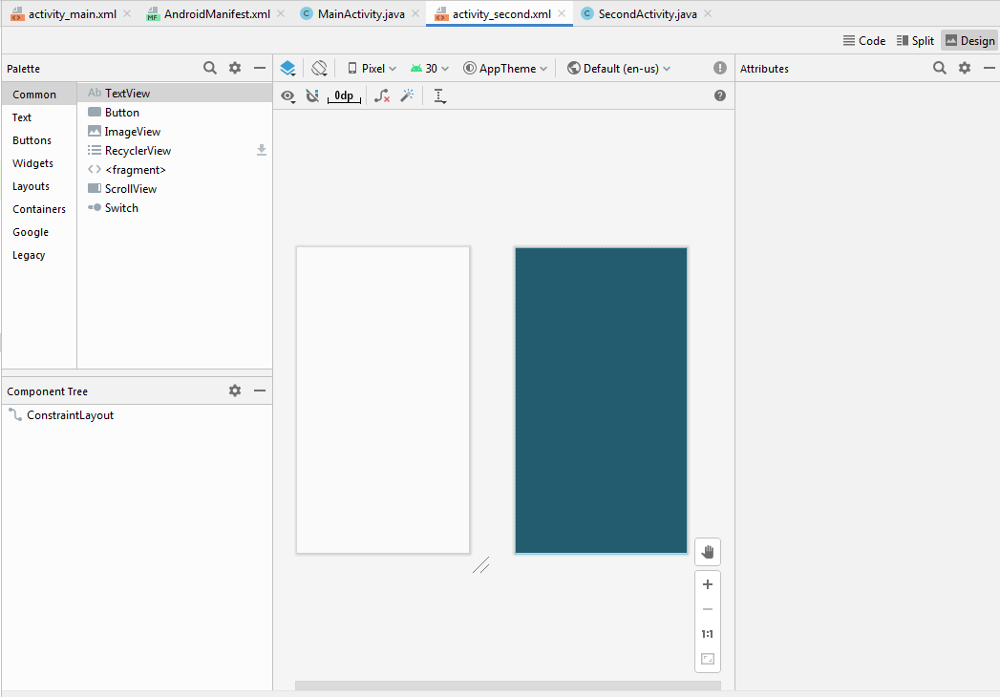 activity_main.xml AndroidManifest.xml MainActivity.java activity_second.xml SecondActivity.java
Code Split Design
Palette
Pixel 30 AppTheme Default (en-us)
Attributes
0dp
Common
Text
Buttons
Widgets
Layouts
Containers
Google
Legacy
Ab TextView
Button
ImageView
RecyclerView
<fragment>
ScrollView
Switch
Component Tree
ConstraintLayout
1:1